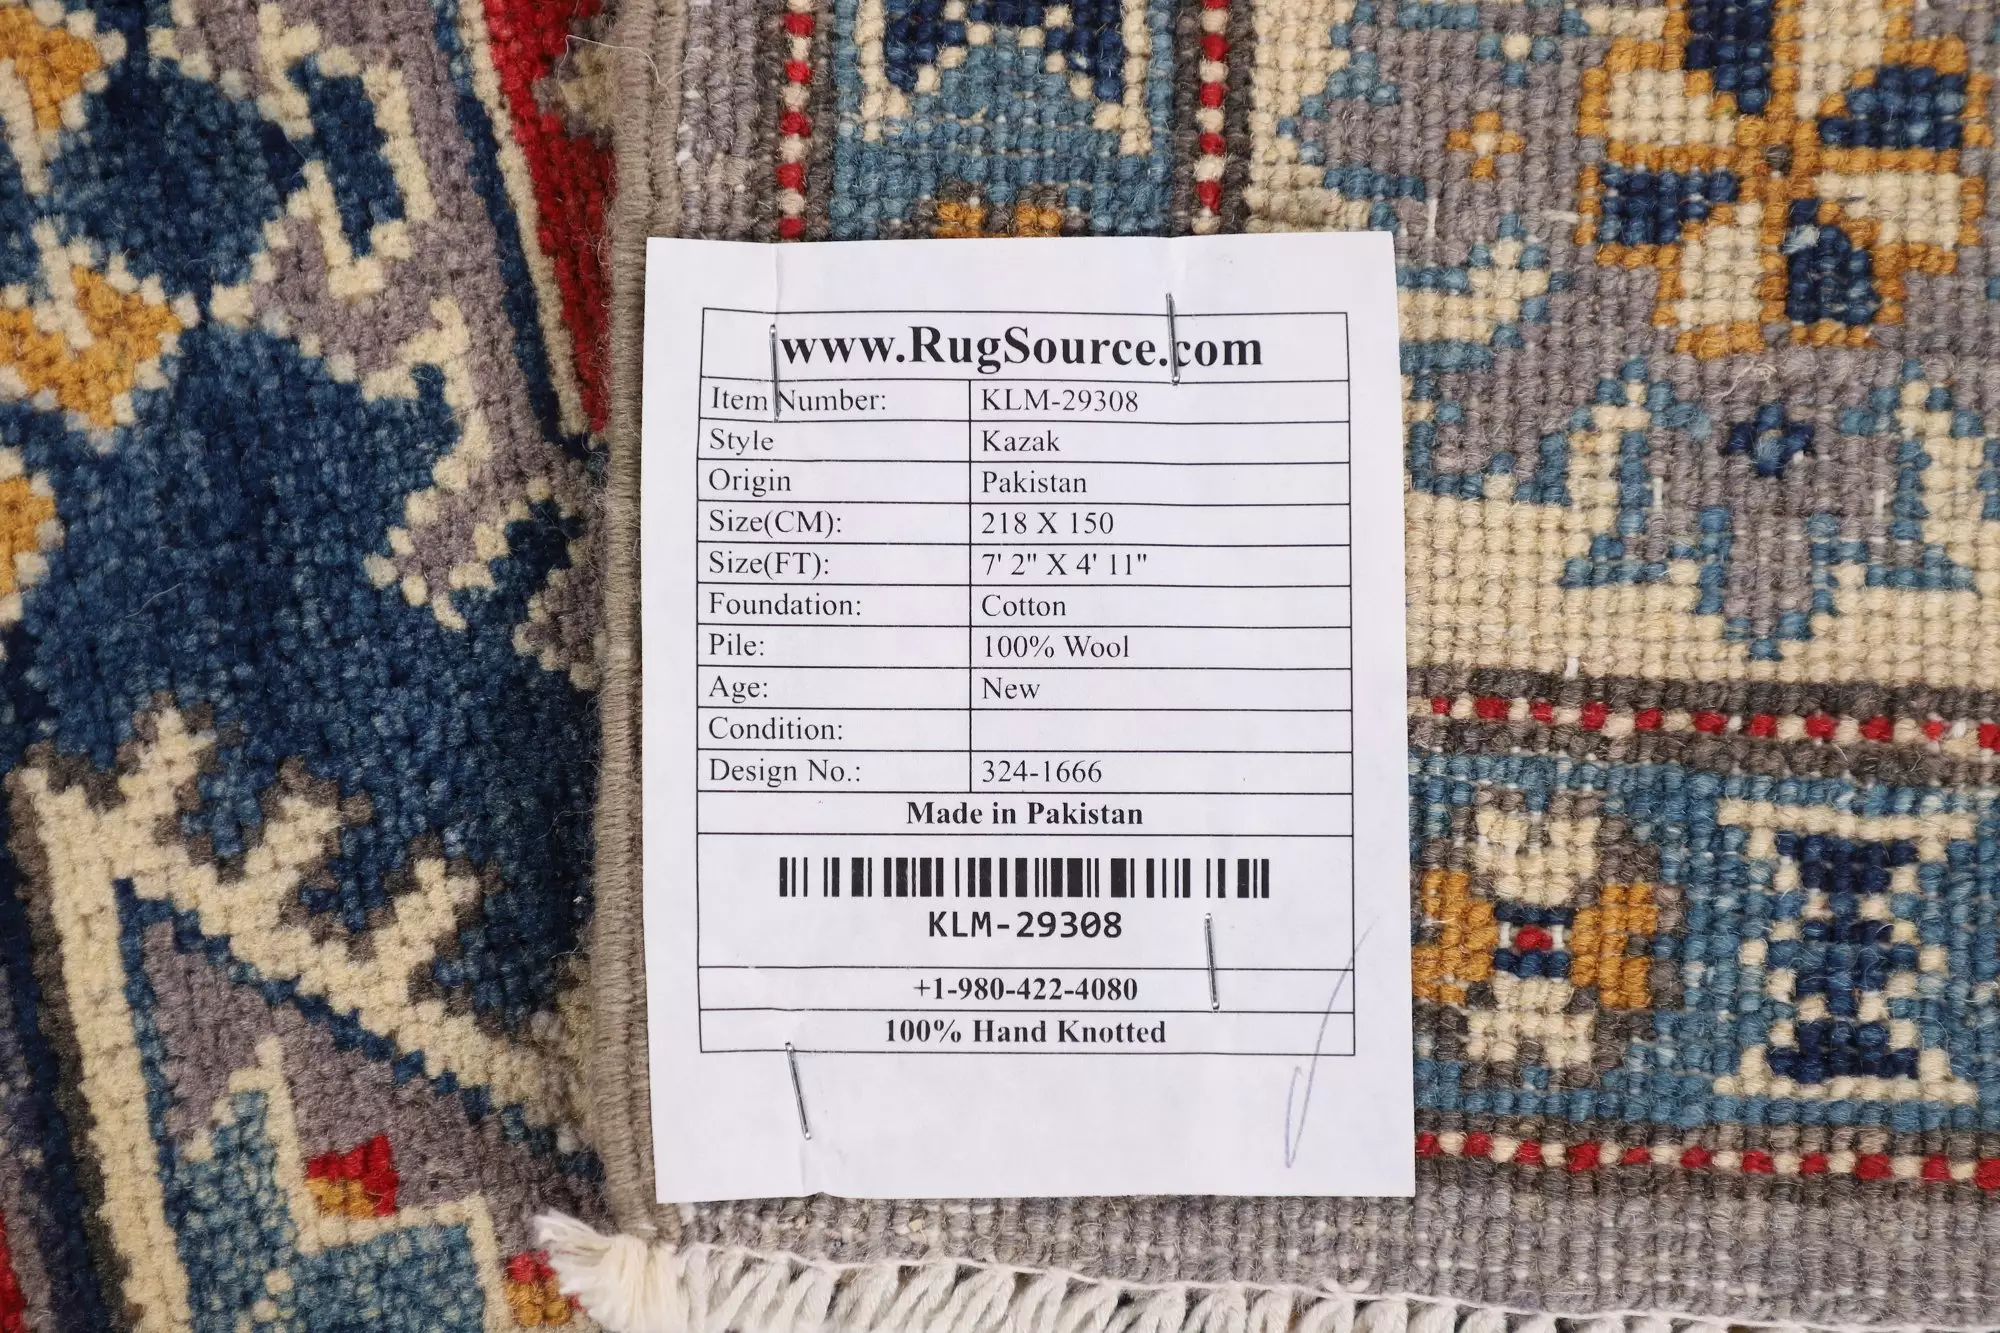 www.RugSource.com
Item Number: KLM-29308
Style Kazak
Origin Pakistan
Size(CM): 218 X 150
Size(FT): 7' 2" X 4' 11"
Foundation: Cotton
Pile: 100% Wool
Age: New
Condition:
Design No.: 324-1666
Made in Pakistan
KLM-29308
+1-980-422-4080
100% Hand Knotted